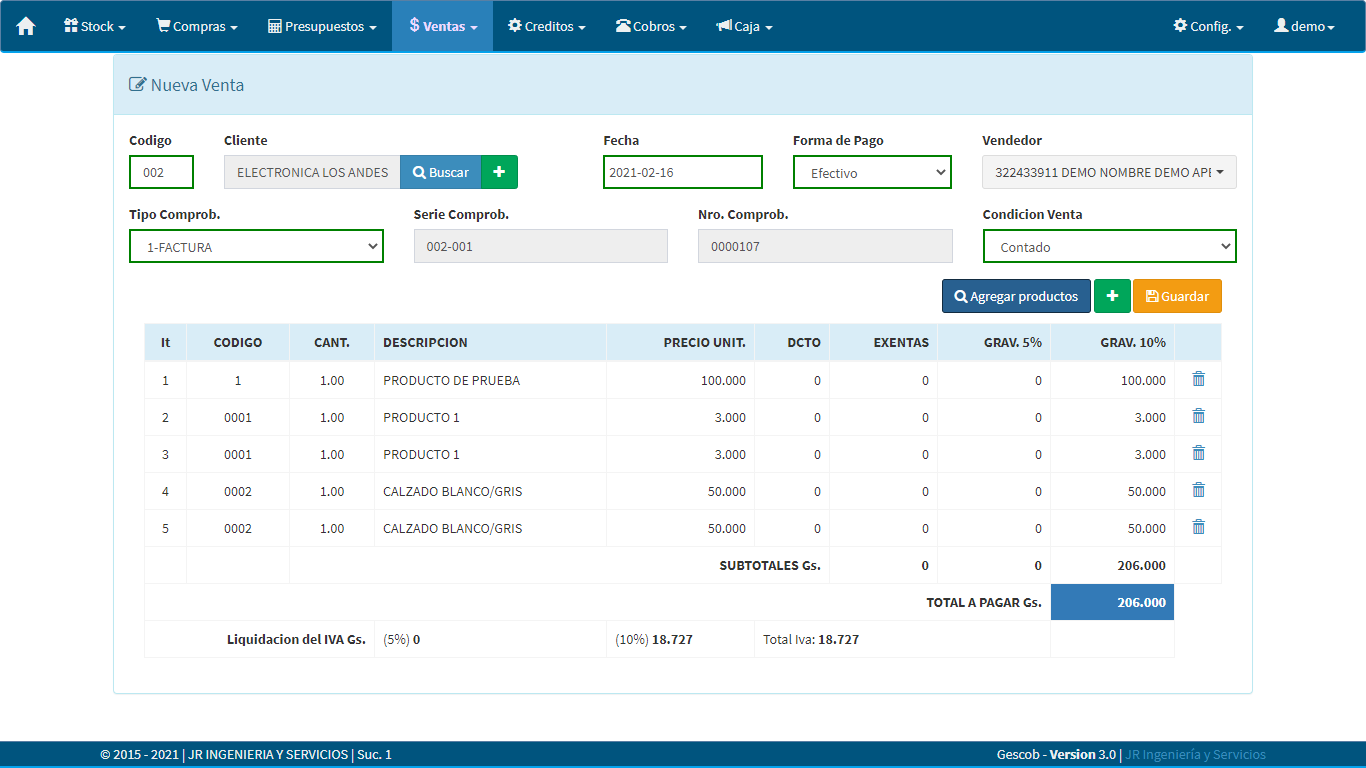 Stock Compras Presupuestos $ Ventas Creditos Cobros Caja Config. demo
Nueva Venta
Codigo Cliente Fecha Forma de Pago Vendedor
002 ELECTRONICA LOS ANDES Buscar 2021-02-16 Efectivo 322433911 DEMO NOMBRE DEMO APE
Tipo Comprob. Serie Comprob. Nro. Comprob. Condicion Venta
1-FACTURA 002-001 0000107 Contado
Agregar productos Guardar
It CODIGO CANT. DESCRIPCION PRECIO UNIT. DCTO EXENTAS GRAV. 5% GRAV. 10%
1 1 1.00 PRODUCTO DE PRUEBA 100.000 0 0 0 100.000
2 0001 1.00 PRODUCTO 1 3.000 0 0 0 3.000
3 0001 1.00 PRODUCTO 1 3.000 0 0 0 3.000
4 0002 1.00 CALZADO BLANCO/GRIS 50.000 0 0 0 50.000
5 0002 1.00 CALZADO BLANCO/GRIS 50.000 0 0 0 50.000
SUBTOTALES Gs. 0 0 206.000
TOTAL A PAGAR Gs. 206.000
Liquidacion del IVA Gs. (5%) 0 (10%) 18.727 Total Iva: 18.727
© 2015 - 2021 | JR INGENIERIA Y SERVICIOS | Suc. 1 Gescob - Version 3.0 | JR Ingeniería y Servicios